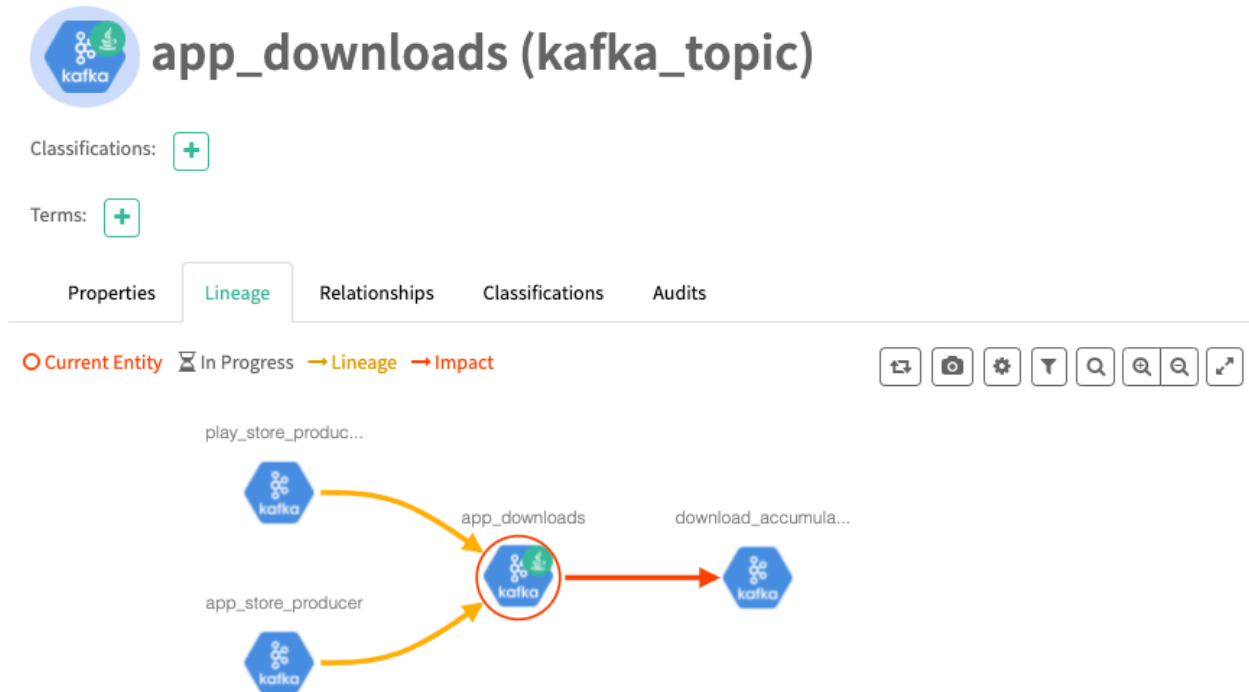 kafka
app_downloads (kafka_topic)
Classifications:
Terms:
Properties Lineage Relationships Classifications Audits
Current Entity In Progress Lineage Impact
play_store_produc...
kafka
app_downloads download_accumula...
kafka kafka
app_store_producer
kafka